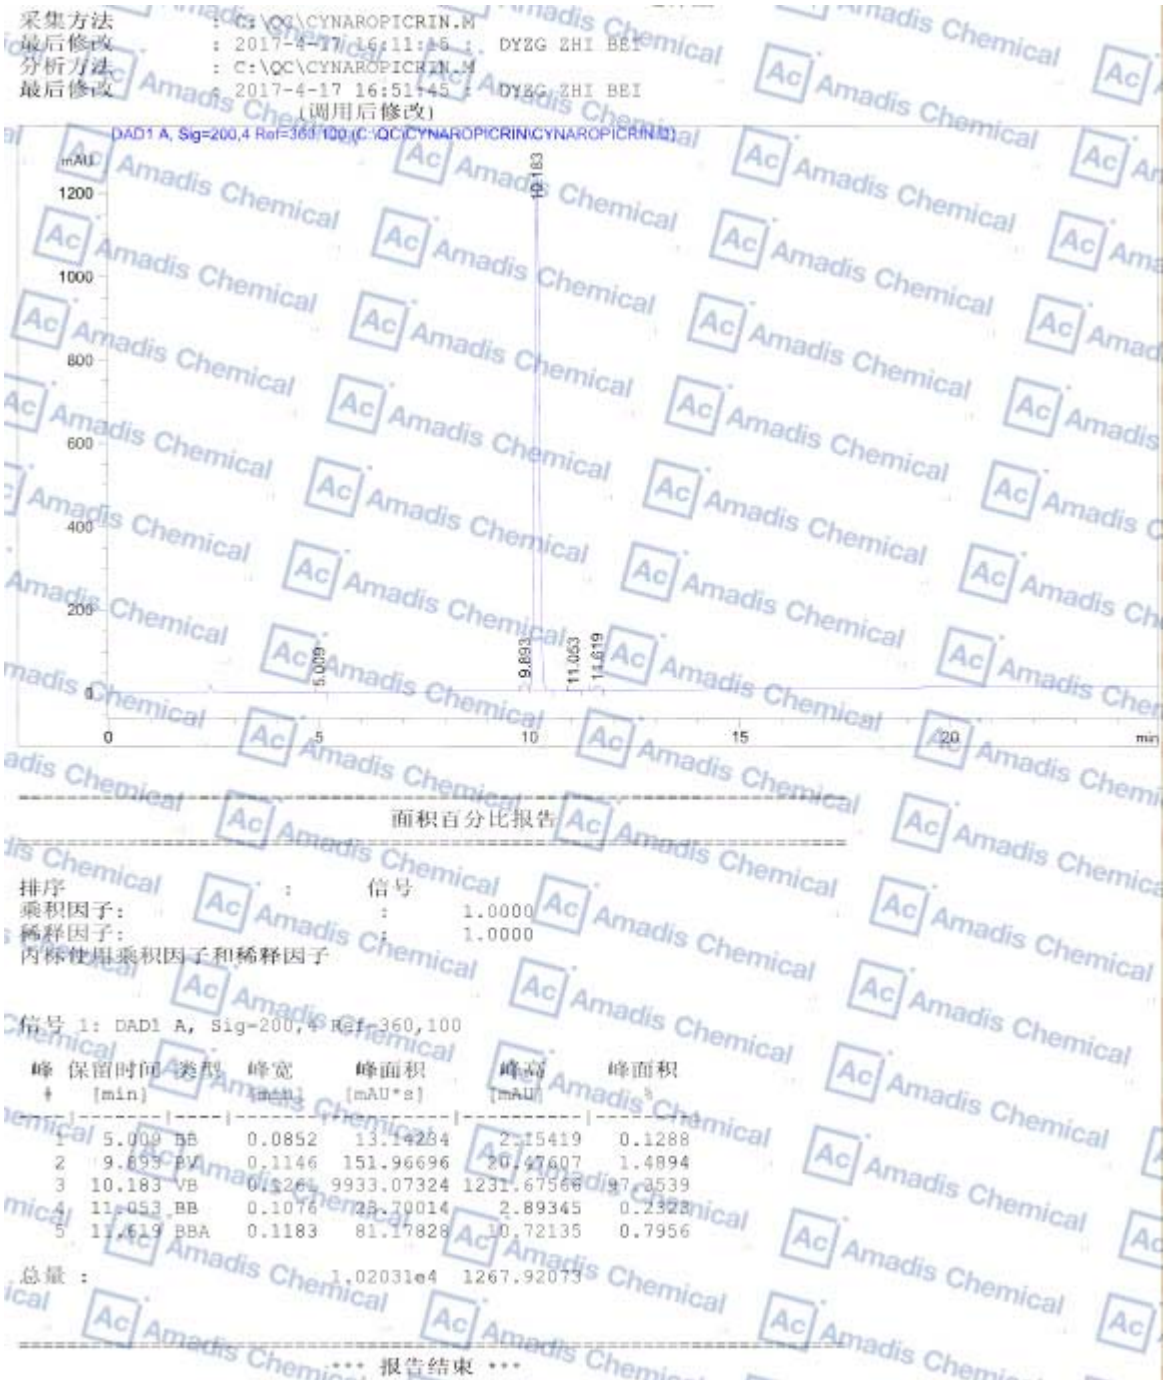 采集方法 : C:\QC\CYNAROPICRIN.M
最后修改 : 2017-4-17 16:11:15 : DYZG ZHI BEI
分析方法 : C:\QC\CYNAROPICRIN.M
最后修改 : 2017-4-17 16:51:45 : DYZG ZHI BEI
(调用后修改)
DAD1 A, Sig=200,4 Ref=360,100 (C:\QC\CYNAROPICRIN\CYNAROPICRIN.D)
mAU
10.183
1200
1000
800
600
400
200
0
5.009
9.893
11.053
11.619
0 5 10 15 20 min
面积百分比报告
排序 : 信号
乘积因子: : 1.0000
稀释因子: : 1.0000
内标使用乘积因子和稀释因子
信号 1: DAD1 A, Sig=200,4 Ref=360,100
峰 保留时间 类型 峰宽 峰面积 峰高 峰面积
# [min] [min] [mAU*s] [mAU] %
1 5.009 BB 0.0852 13.14234 2.15419 0.1288
2 9.893 BV 0.1146 151.96696 20.47607 1.4894
3 10.183 VB 0.1261 9933.07324 1231.67566 97.3539
4 11.053 BB 0.1076 23.70014 2.89345 0.2323
5 11.619 BBA 0.1183 81.17828 10.72135 0.7956
总量 : 1.02031e4 1267.92073
*** 报告结束 ***
Ac Amadis Chemical